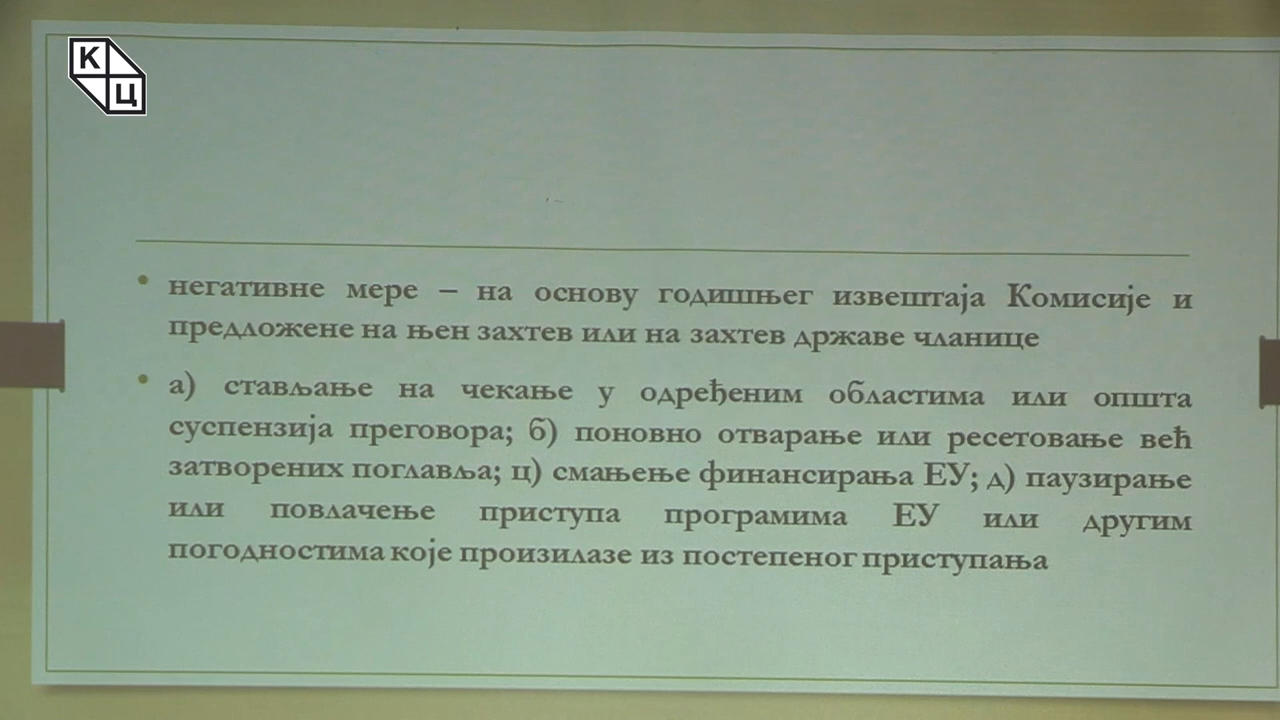 К
Ц
• негативне мере – на основу годишњег извештаја Комисије и
предложене на њен захтев или на захтев државе чланице
• а) стављање на чекање у одређеним областима или општа
суспензија преговора; б) поновно отварање или ресетовање већ
затворених поглавља; ц) смањење финансирања ЕУ; д) паузирање
или повлачење приступа програмима ЕУ или другим
погодностима које произилазе из постепеног приступања